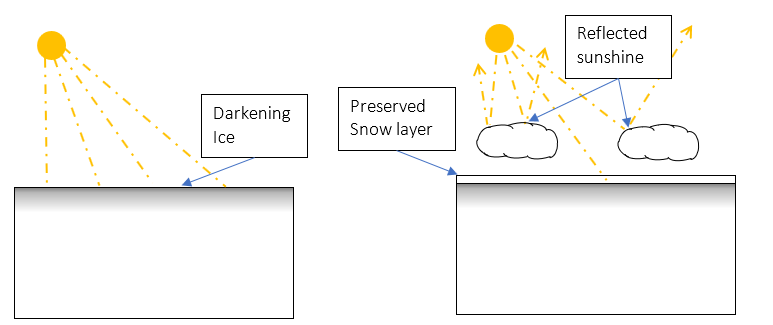 Darkening
Ice
Preserved
Snow layer
Reflected
sunshine